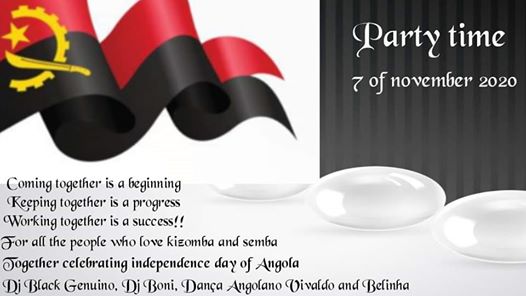 Party time
7 of november 2020
Coming together is a beginning
Keeping together is a progress
Working together is a success!!
For all the people who love kizomba and semba
Together celebrating independence day of Angola
Dj Black Genuino, Dj Boni, Dança Angolano Vivaldo and Belinha